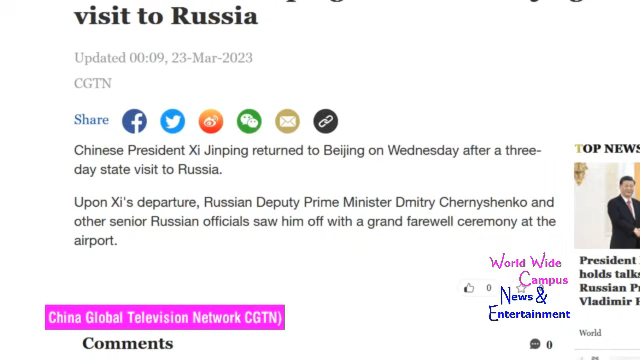 visit to Russia
Updated 00:09, 23-Mar-2023
CGTN
Share
Chinese President Xi Jinping returned to Beijing on Wednesday after a three-
day state visit to Russia.
Upon Xi's departure, Russian Deputy Prime Minister Dmitry Chernyshenko and
other senior Russian officials saw him off with a grand farewell ceremony at the
airport.
0
China Global Television Network CGTN)
Comments
0
TOP NEWS
President
holds talks
Russian Pr
Vladimir P
World
World Wide
Campus
News &
Entertainment